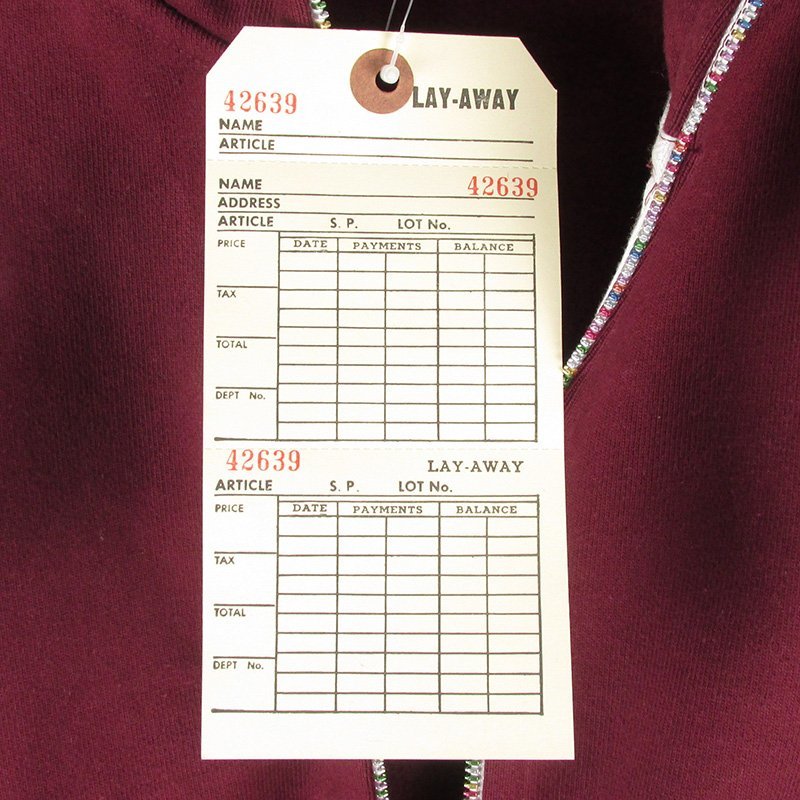 LAY-AWAY
42639
NAME
ARTICLE
NAME 42639
ADDRESS
ARTICLE S. P. LOT No.
PRICE DATE PAYMENTS BALANCE
TAX
TOTAL
DEPT No.
42639 LAY-AWAY
ARTICLE S. P. LOT No.
PRICE DATE PAYMENTS BALANCE
TAX
TOTAL
DEPT No.